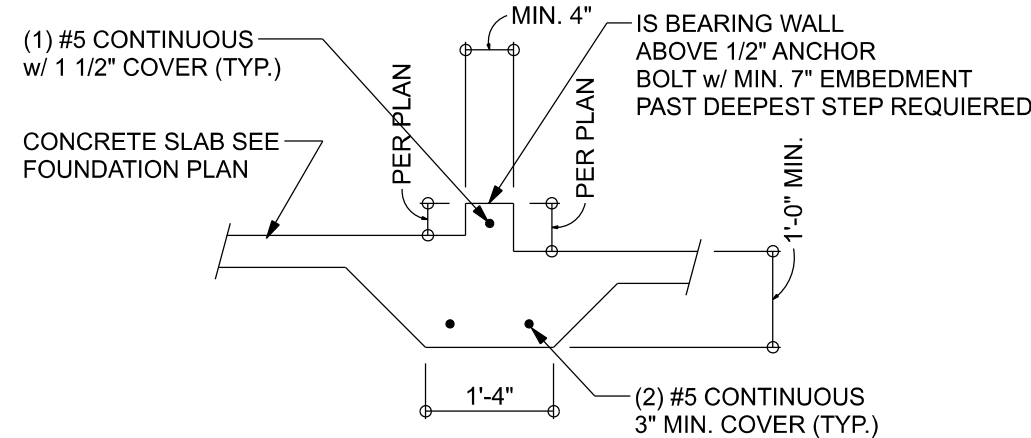 (1) #5 CONTINUOUS
w/ 1 1/2" COVER (TYP.)
MIN. 4"
IS BEARING WALL
ABOVE 1/2" ANCHOR
BOLT w/ MIN. 7" EMBEDMENT
PAST DEEPEST STEP REQUIERED
CONCRETE SLAB SEE
FOUNDATION PLAN
PER PLAN
PER PLAN
1'-0" MIN.
1'-4"
(2) #5 CONTINUOUS
3" MIN. COVER (TYP.)